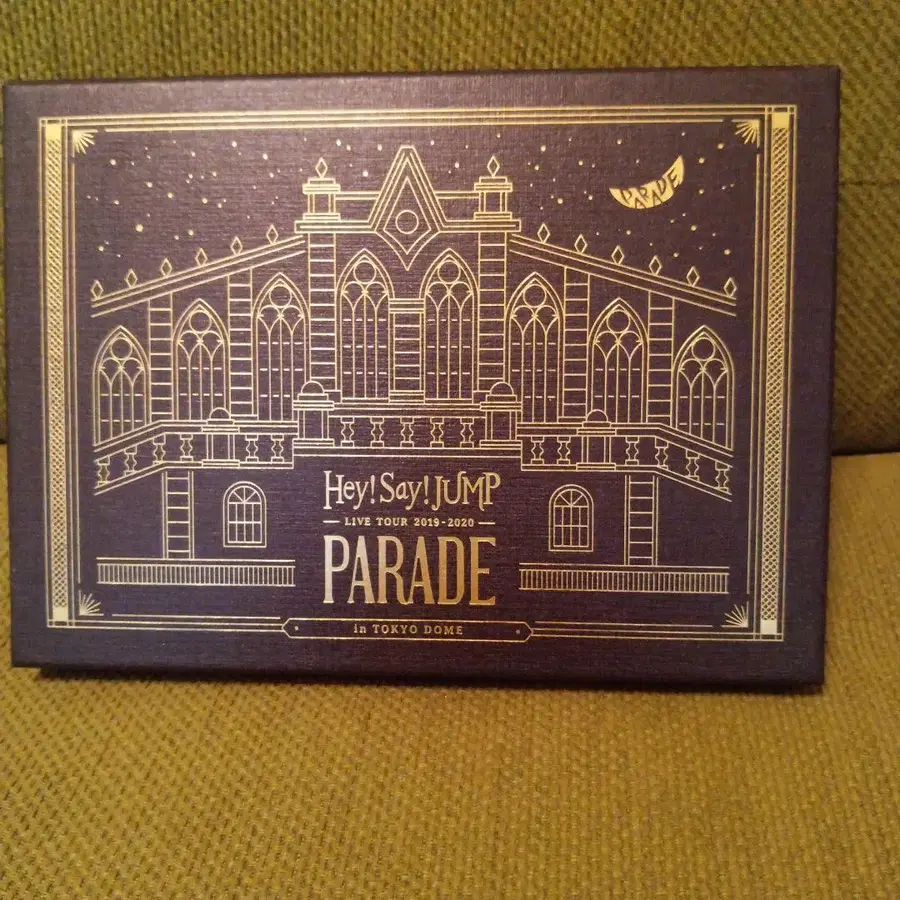 PARADE
Hey! Say! JUMP
LIVE TOUR 2019-2020
PARADE
in TOKYO DOME